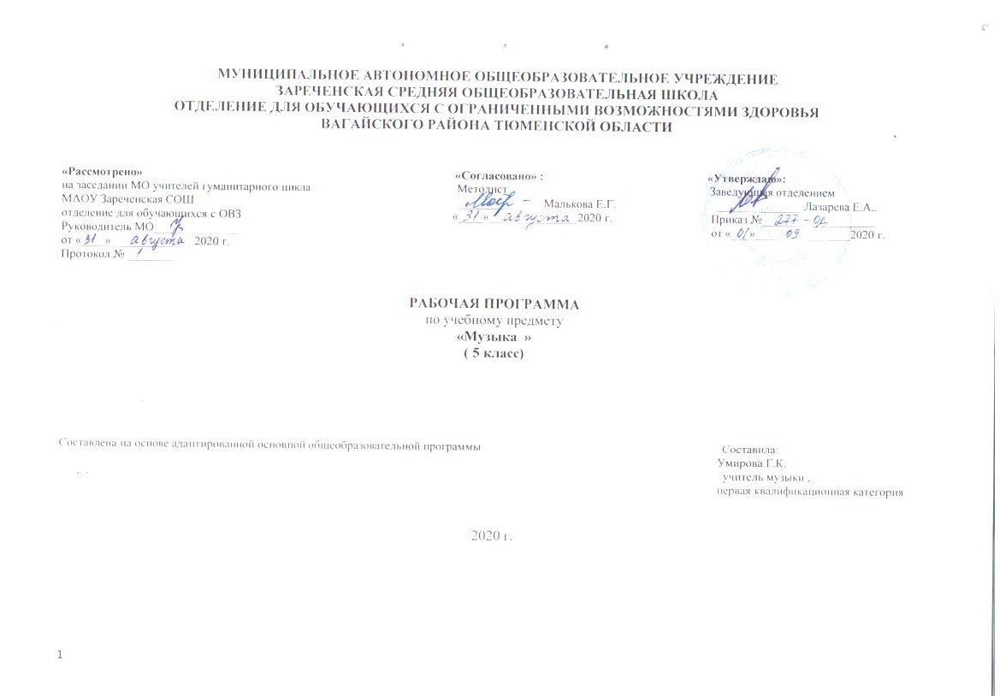 МУНИЦИПАЛЬНОЕ АВТОНОМНОЕ ОБЩЕОБРАЗОВАТЕЛЬНОЕ УЧРЕЖДЕНИЕ
ЗАРЕЧЕНСКАЯ СРЕДНЯЯ ОБЩЕОБРАЗОВАТЕЛЬНАЯ ШКОЛА
ОТДЕЛЕНИЕ ДЛЯ ОБУЧАЮЩИХСЯ С ОГРАНИЧЕННЫМИ ВОЗМОЖНОСТЯМИ ЗДОРОВЬЯ
ВАГАЙСКОГО РАЙОНА ТЮМЕНСКОЙ ОБЛАСТИ
«Рассмотрено»
на заседании МО учителей гуманитарного цикла
МАОУ Зареченская СОШ
отделение для обучающихся с ОВЗ
Руководитель МО
от « 31 » августа 2020 г.
Протокол № 1
«Согласовано» :
Методист
Малькова Е.Г.
« 31 » августа 2020 г.
«Утверждаю»:
Заведующая отделением
Лазарева Е.А..
Приказ № 277 - Од
от « 01 » 09 2020 г.
РАБОЧАЯ ПРОГРАММА
по учебному предмету
«Музыка »
( 5 класс)
Составлена на основе адаптированной основной общеобразовательной программы
Составила:
Умирова Г.К.
учитель музыки ,
первая квалификационная категория
2020 г.
1